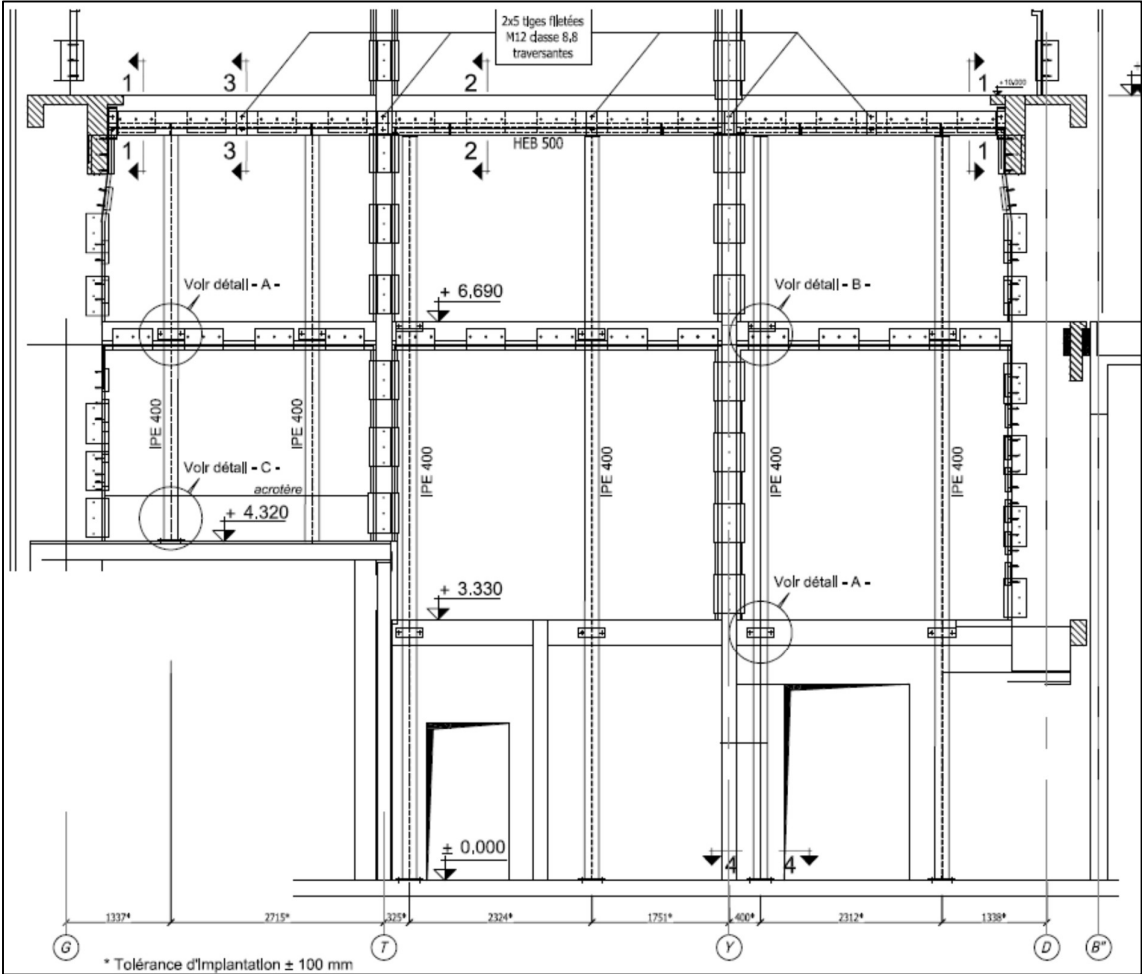 2x5 tiges filetées
M12 classe 8,8
traversantes
1
3
2
1
+ 10,000
HEB 500
1
3
2
1
Voir détail - A -
+ 6,690
Voir détail - B -
IPE 400
IPE 400
IPE 400
IPE 400
IPE 400
IPE 400
Voir détail - C -
acrotère
+ 4.320
+ 3.330
Voir détail - A -
± 0,000
4
4
1337*
2715*
325*
2324*
1751*
400*
2312*
1338*
G
T
Y
D
B"
* Tolérance d'Implantation ± 100 mm